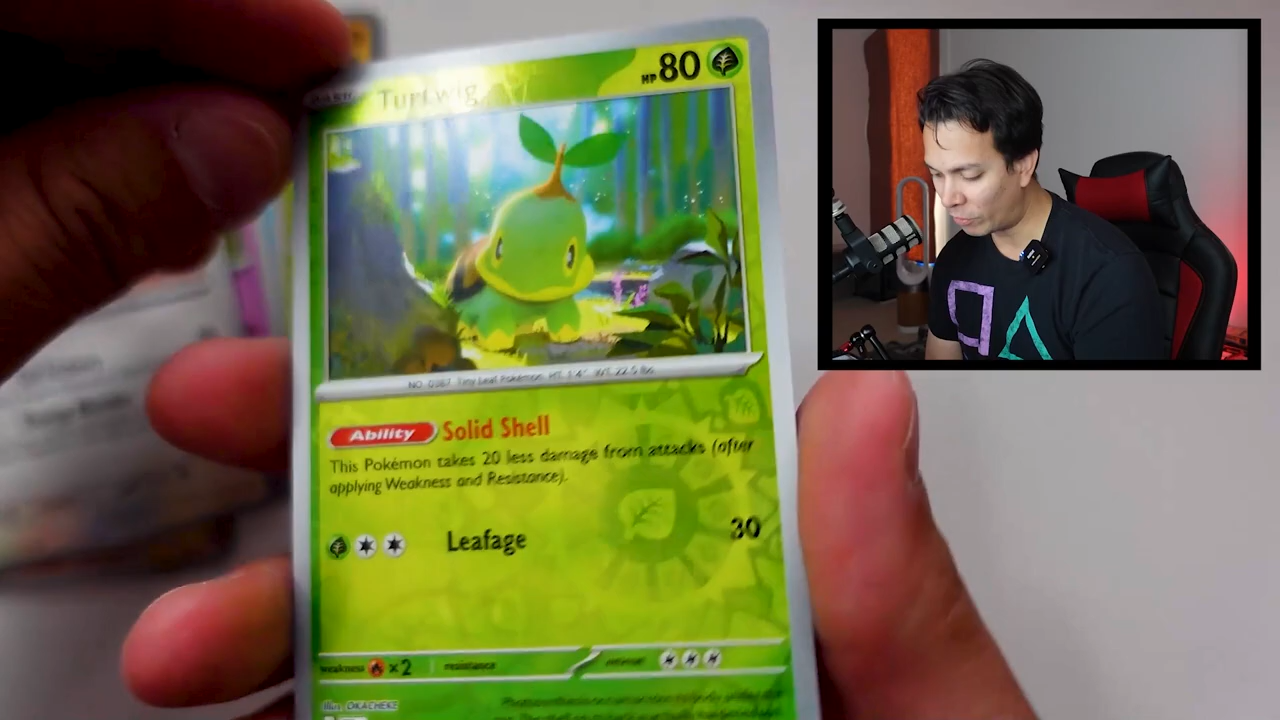 BASIC Turtwig HP 80
NO. 0387 Tiny Leaf Pokémon HT: 1'4" WT: 22.5 lbs.
Ability Solid Shell
This Pokémon takes 20 less damage from attacks (after
applying Weakness and Resistance).
Leafage 30
weakness ×2 resistance retreat
Illus. OKACHEKE